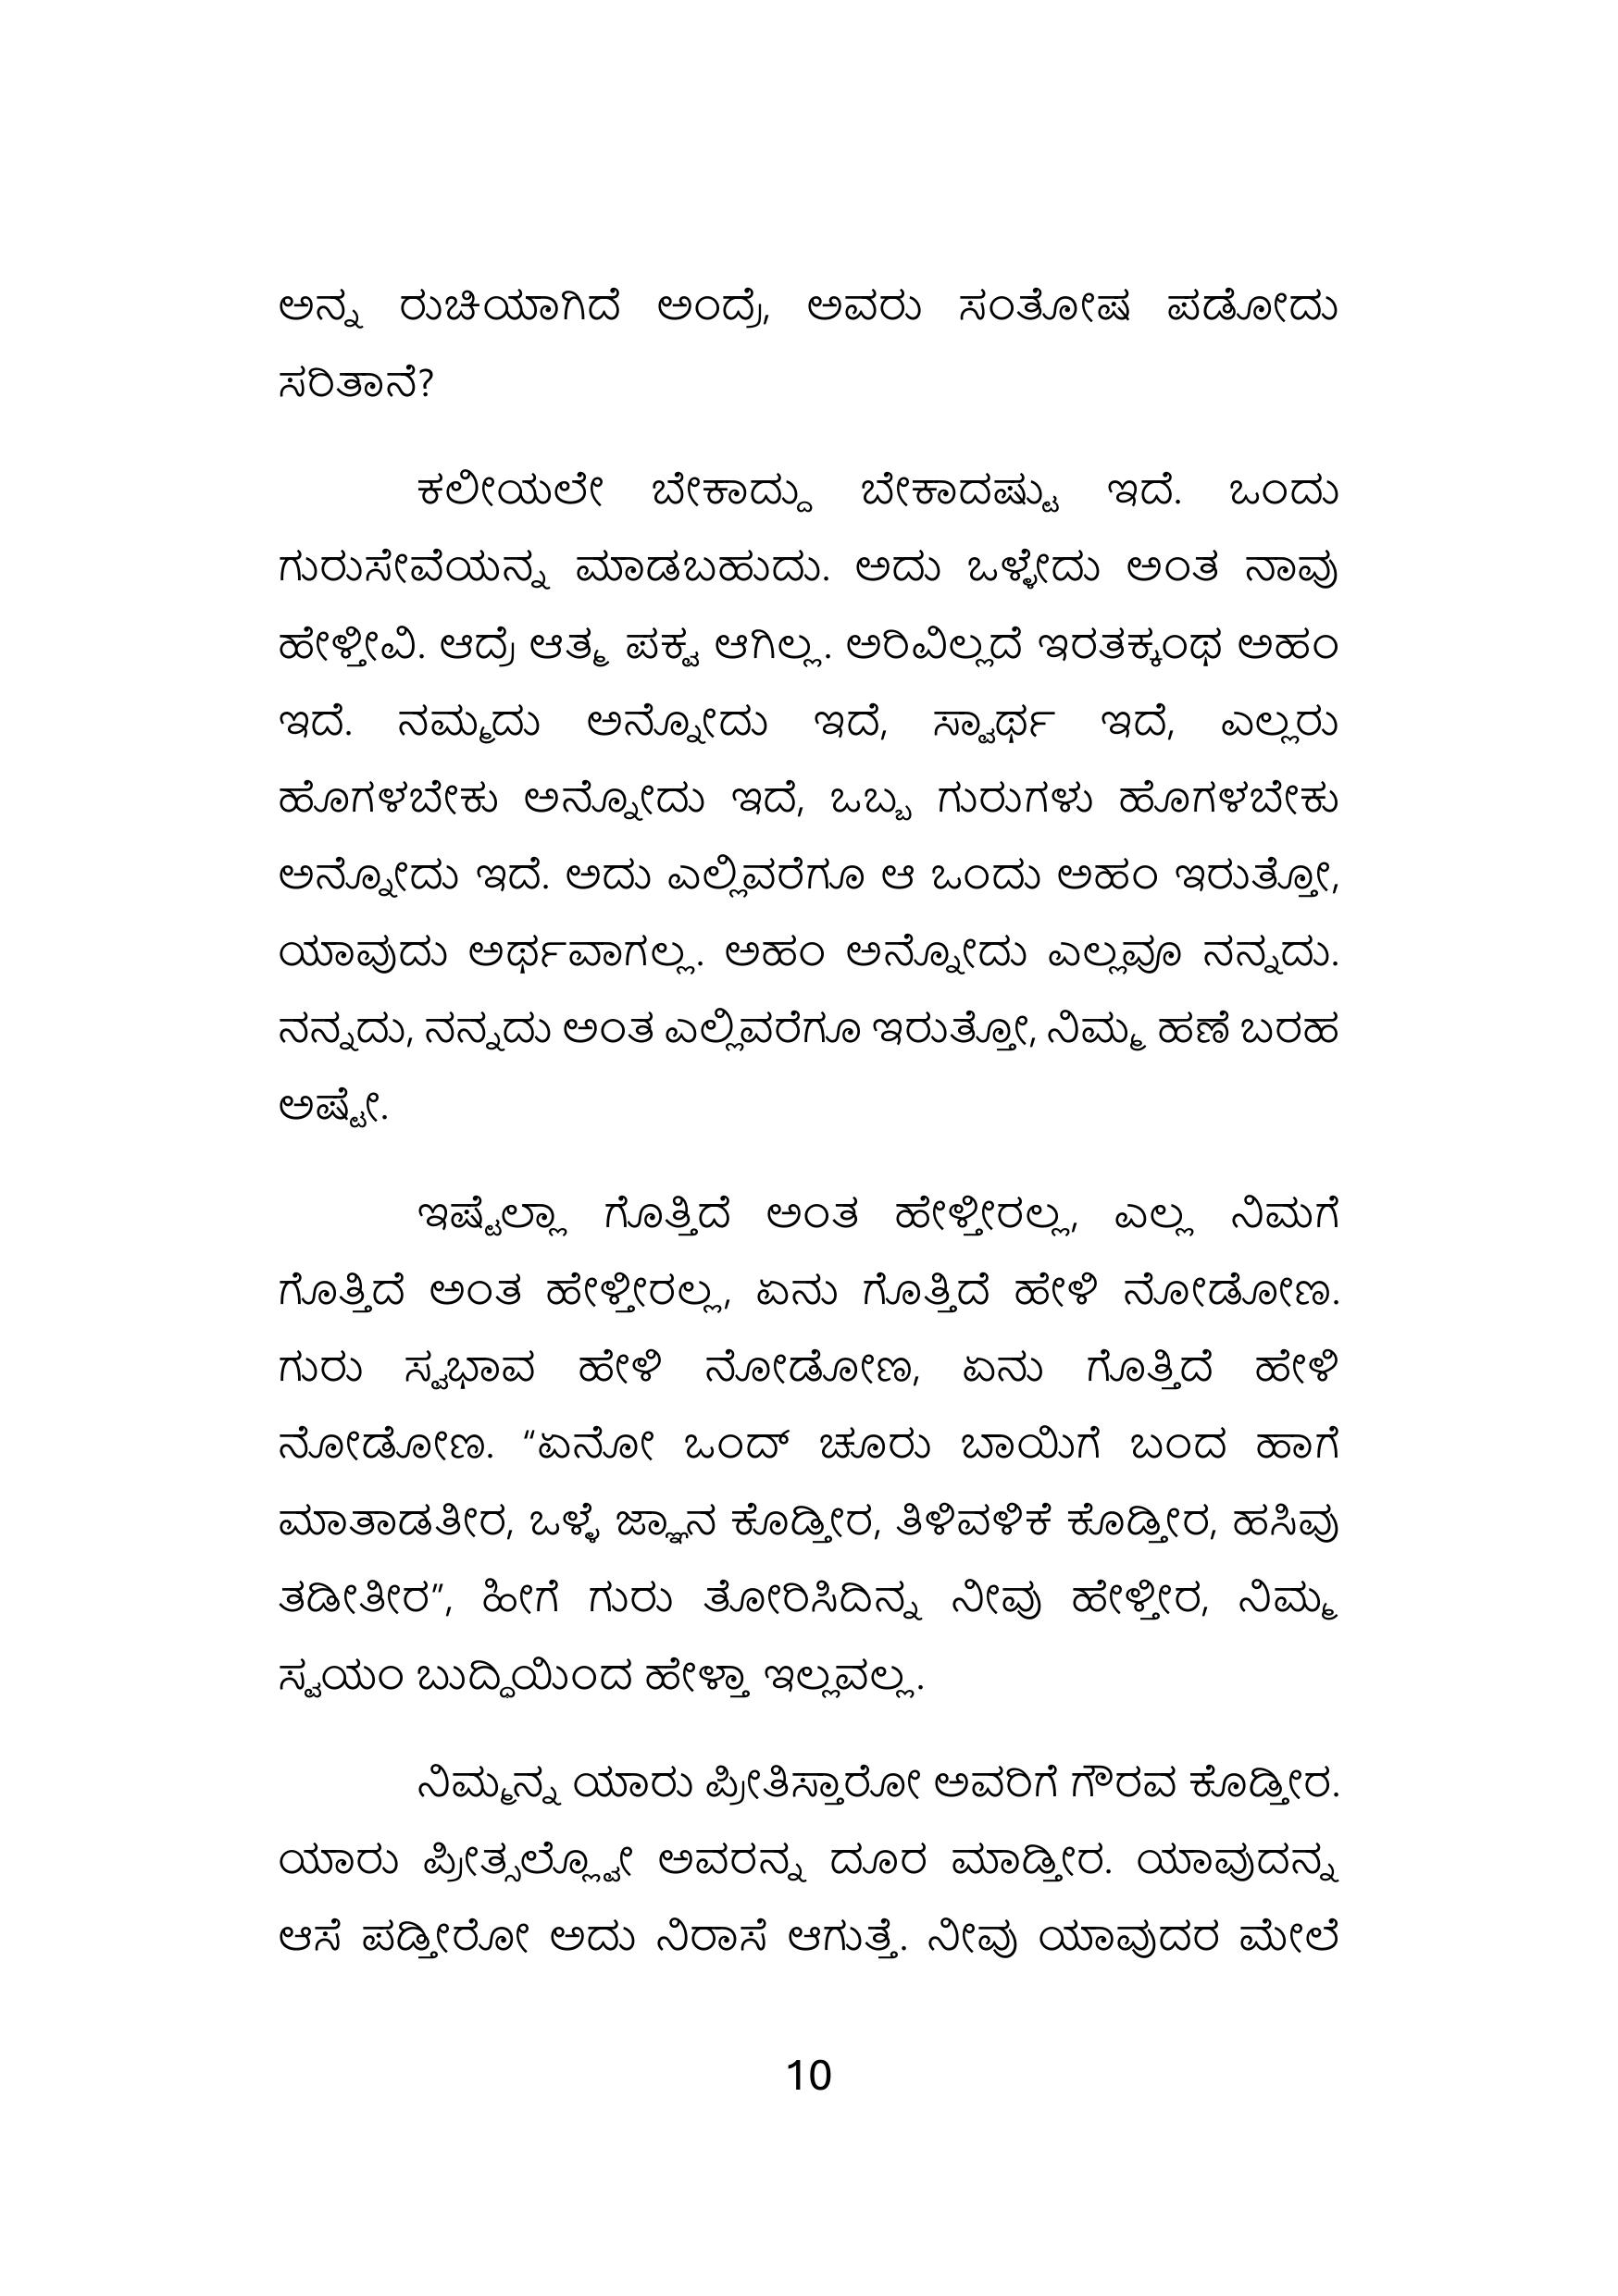 ಅನ್ನ ರುಚಿಯಾಗಿದೆ ಅಂದ್ರೆ, ಅವರು ಸಂತೋಷ ಪಡೋದು
ಸರಿತಾನೆ?
ಕಲೀಯಲೇ ಬೇಕಾದ್ದು ಬೇಕಾದಷ್ಟು ಇದೆ. ಒಂದು
ಗುರುಸೇವೆಯನ್ನ ಮಾಡಬಹುದು. ಅದು ಒಳ್ಳೇದು ಅಂತ ನಾವು
ಹೇಳ್ತೀವಿ. ಆದ್ರೆ ಆತ್ಮ ಪಕ್ವ ಆಗಿಲ್ಲ. ಅರಿವಿಲ್ಲದೆ ಇರತಕ್ಕಂಥ ಅಹಂ
ಇದೆ. ನಮ್ಮದು ಅನ್ನೋದು ಇದೆ, ಸ್ವಾರ್ಥ ಇದೆ, ಎಲ್ಲರು
ಹೊಗಳಬೇಕು ಅನ್ನೋದು ಇದೆ, ಒಬ್ಬ ಗುರುಗಳು ಹೊಗಳಬೇಕು
ಅನ್ನೋದು ಇದೆ. ಅದು ಎಲ್ಲಿವರೆಗೂ ಆ ಒಂದು ಅಹಂ ಇರುತ್ತೋ,
ಯಾವುದು ಅರ್ಥವಾಗಲ್ಲ. ಅಹಂ ಅನ್ನೋದು ಎಲ್ಲವೂ ನನ್ನದು.
ನನ್ನದು, ನನ್ನದು ಅಂತ ಎಲ್ಲಿವರೆಗೂ ಇರುತ್ತೋ, ನಿಮ್ಮ ಹಣೆ ಬರಹ
ಅಷ್ಟೇ.
ಇಷ್ಟೆಲ್ಲಾ ಗೊತ್ತಿದೆ ಅಂತ ಹೇಳ್ತೀರಲ್ಲ, ಎಲ್ಲ ನಿಮಗೆ
ಗೊತ್ತಿದೆ ಅಂತ ಹೇಳ್ತೀರಲ್ಲ, ಏನು ಗೊತ್ತಿದೆ ಹೇಳಿ ನೋಡೋಣ.
ಗುರು ಸ್ವಭಾವ ಹೇಳಿ ನೋಡೋಣ, ಏನು ಗೊತ್ತಿದೆ ಹೇಳಿ
ನೋಡೋಣ. “ಏನೋ ಒಂದ್ ಚೂರು ಬಾಯಿಗೆ ಬಂದ ಹಾಗೆ
ಮಾತಾಡತೀರ, ಒಳ್ಳೆ ಜ್ಞಾನ ಕೊಡ್ತೀರ, ತಿಳಿವಳಿಕೆ ಕೊಡ್ತೀರ, ಹಸಿವು
ತಡೀತೀರ”, ಹೀಗೆ ಗುರು ತೋರಿಸಿದಿನ್ನ ನೀವು ಹೇಳ್ತೀರ, ನಿಮ್ಮ
ಸ್ವಯಂ ಬುದ್ಧಿಯಿಂದ ಹೇಳ್ತಾ ಇಲ್ಲವಲ್ಲ.
ನಿಮ್ಮನ್ನ ಯಾರು ಪ್ರೀತಿಸ್ತಾರೋ ಅವರಿಗೆ ಗೌರವ ಕೊಡ್ತೀರ.
ಯಾರು ಪ್ರೀತ್ಸಲ್ಲ್ವೋ ಅವರನ್ನ ದೂರ ಮಾಡ್ತೀರ. ಯಾವುದನ್ನ
ಆಸೆ ಪಡ್ತೀರೋ ಅದು ನಿರಾಸೆ ಆಗುತ್ತೆ. ನೀವು ಯಾವುದರ ಮೇಲೆ
10